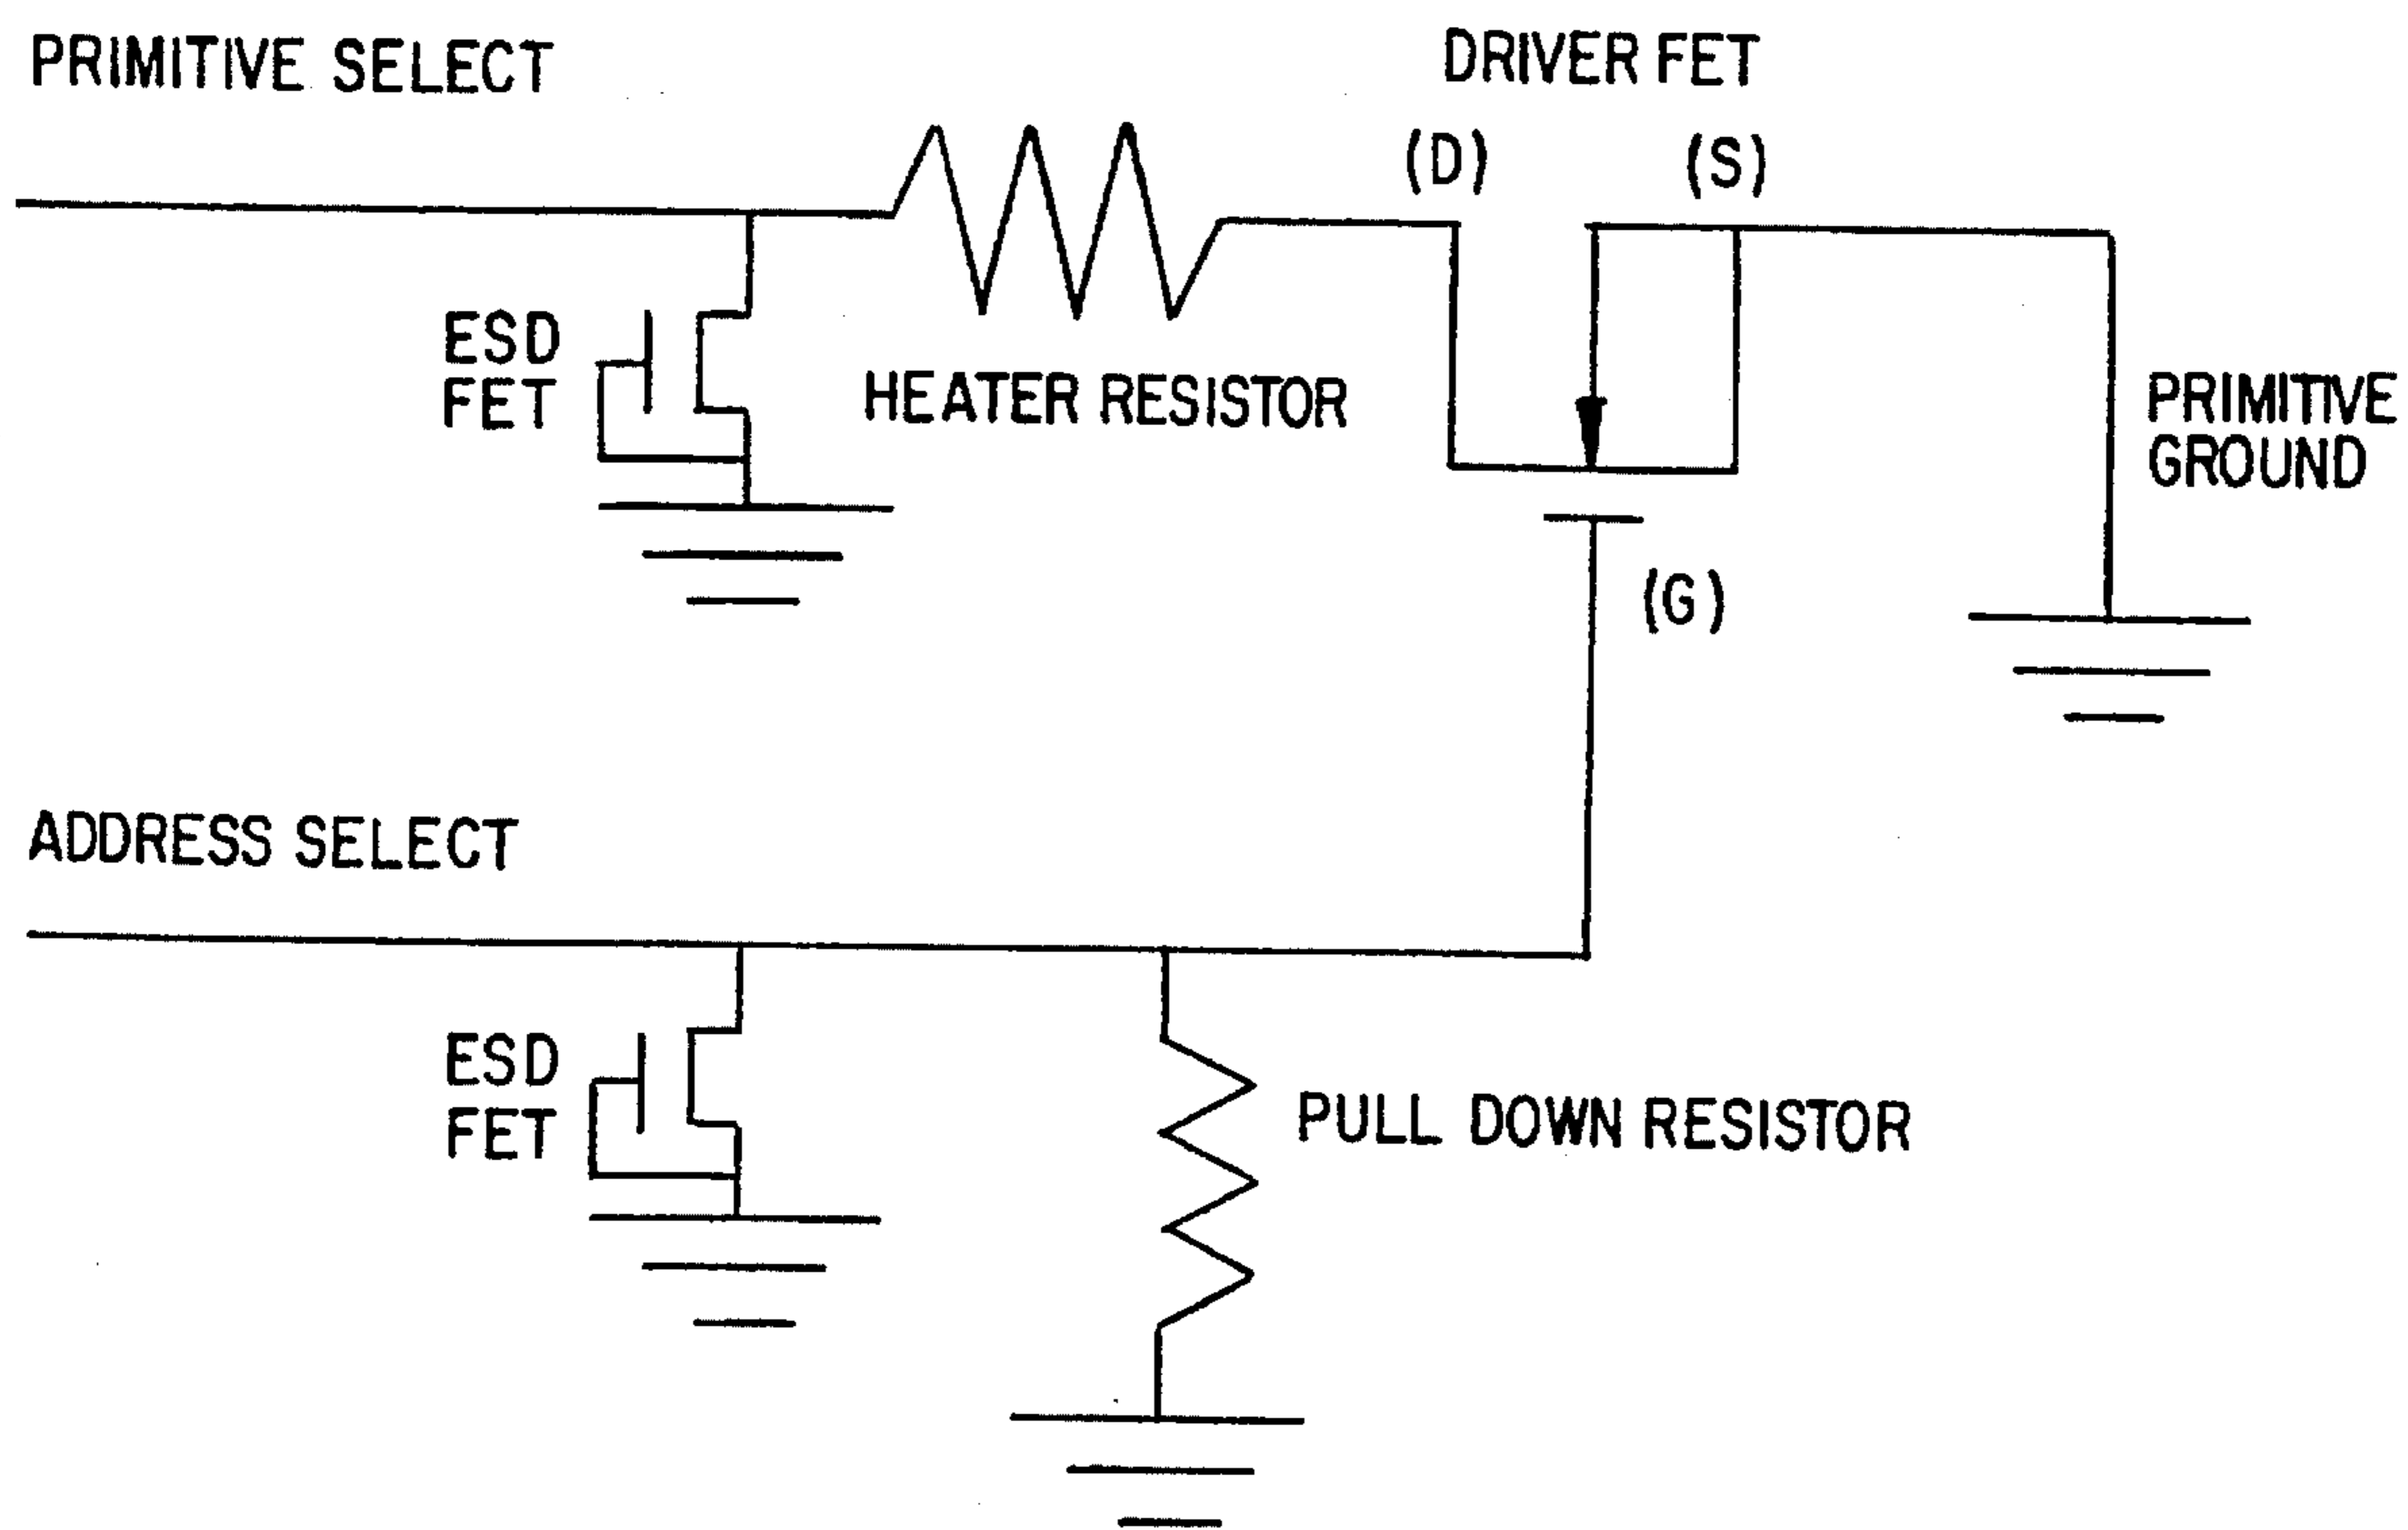 PRIMITIVE SELECT
DRIVER FET
(D)
(S)
ESD
FET
HEATER RESISTOR
PRIMITIVE
GROUND
(G)
ADDRESS SELECT
ESD
FET
PULL DOWN RESISTOR